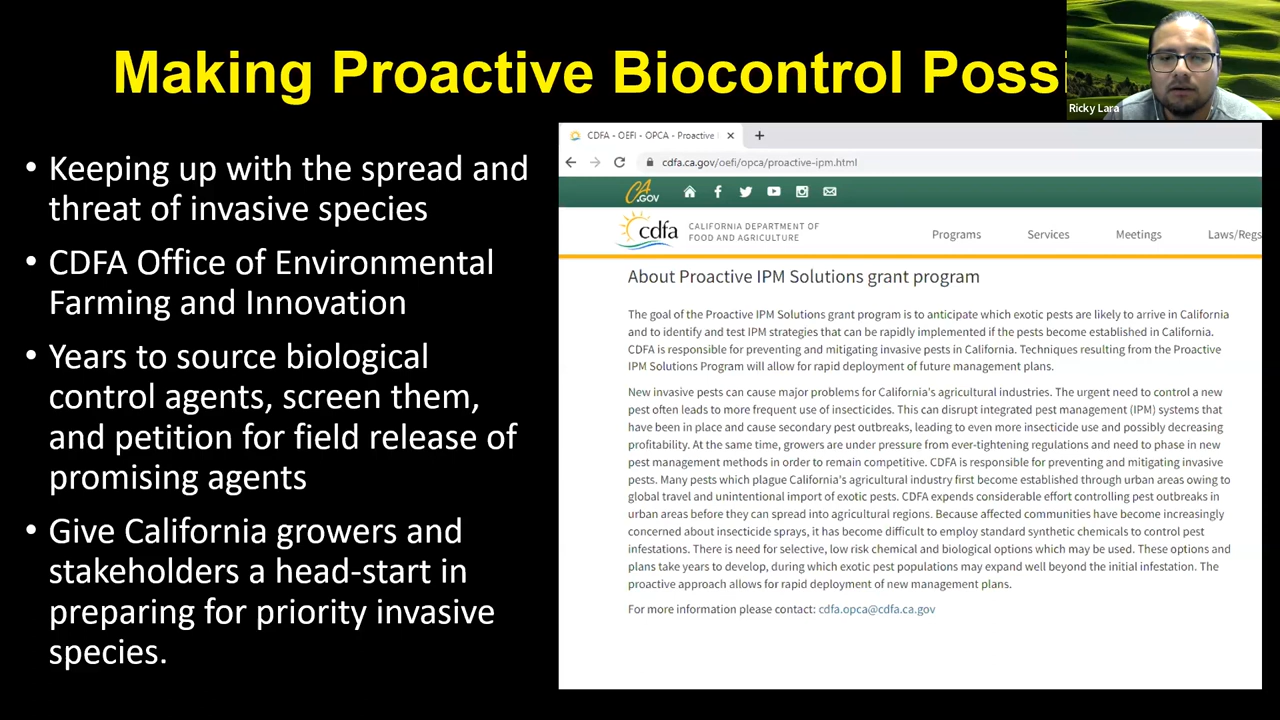 Making Proactive Biocontrol Poss
Ricky Lara
• Keeping up with the spread and
threat of invasive species
• CDFA Office of Environmental
Farming and Innovation
• Years to source biological
control agents, screen them,
and petition for field release of
promising agents
• Give California growers and
stakeholders a head-start in
preparing for priority invasive
species.
CDFA - OEFI - OPCA - Proactive
cdfa.ca.gov/oefi/opca/proactive-ipm.html
CA
.GOV
cdfa
CALIFORNIA DEPARTMENT OF
FOOD AND AGRICULTURE
Programs Services Meetings Laws/Regs
About Proactive IPM Solutions grant program
The goal of the Proactive IPM Solutions grant program is to anticipate which exotic pests are likely to arrive in California
and to identify and test IPM strategies that can be rapidly implemented if the pests become established in California.
CDFA is responsible for preventing and mitigating invasive pests in California. Techniques resulting from the Proactive
IPM Solutions Program will allow for rapid deployment of future management plans.
New invasive pests can cause major problems for California's agricultural industries. The urgent need to control a new
pest often leads to more frequent use of insecticides. This can disrupt integrated pest management (IPM) systems that
have been in place and cause secondary pest outbreaks, leading to even more insecticide use and possibly decreasing
profitability. At the same time, growers are under pressure from ever-tightening regulations and need to phase in new
pest management methods in order to remain competitive. CDFA is responsible for preventing and mitigating invasive
pests. Many pests which plague California's agricultural industry first become established through urban areas owing to
global travel and unintentional import of exotic pests. CDFA expends considerable effort controlling pest outbreaks in
urban areas before they can spread into agricultural regions. Because affected communities have become increasingly
concerned about insecticide sprays, it has become difficult to employ standard synthetic chemicals to control pest
infestations. There is need for selective, low risk chemical and biological options which may be used. These options and
plans take years to develop, during which exotic pest populations may expand well beyond the initial infestation. The
proactive approach allows for rapid deployment of new management plans.
For more information please contact: cdfa.opca@cdfa.ca.gov